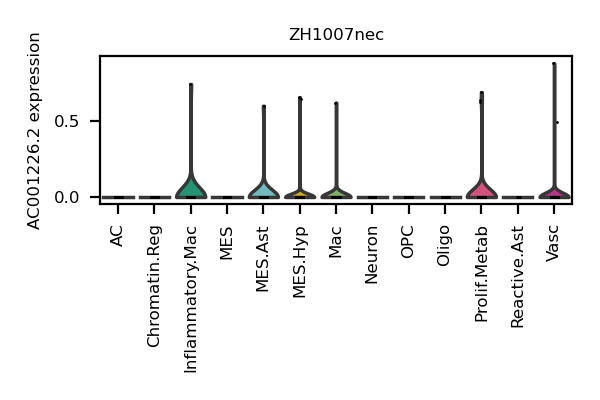 ZH1007nec
AC001226.2 expression
0.5
0.0
AC
Chromatin.Reg
Inflammatory.Mac
MES
MES.Ast
MES.Hyp
Mac
Neuron
OPC
Oligo
Prolif.Metab
Reactive.Ast
Vasc